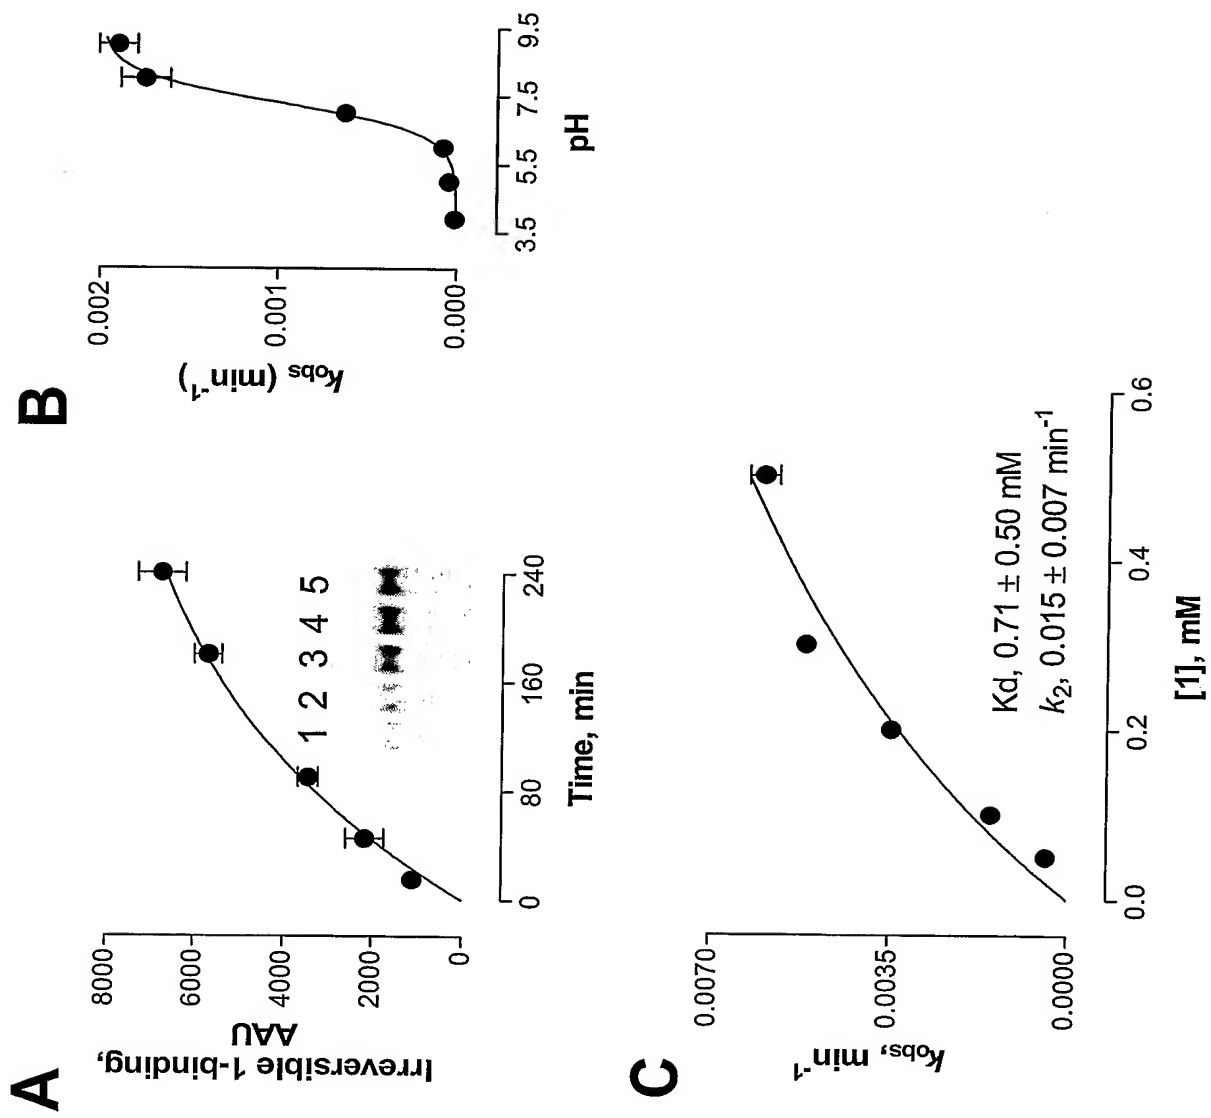 A
Irreversible 1-binding,
AAU
8000
6000
4000
2000
0
1 2 3 4 5
0 80 160 240
Time, min
B
kobs (min-1)
0.002
0.001
0.000
3.5 5.5 7.5 9.5
pH
C
kobs, min-1
0.0070
0.0035
0.0000
Kd, 0.71 ± 0.50 mM
k2, 0.015 ± 0.007 min-1
0.0 0.2 0.4 0.6
[1], mM